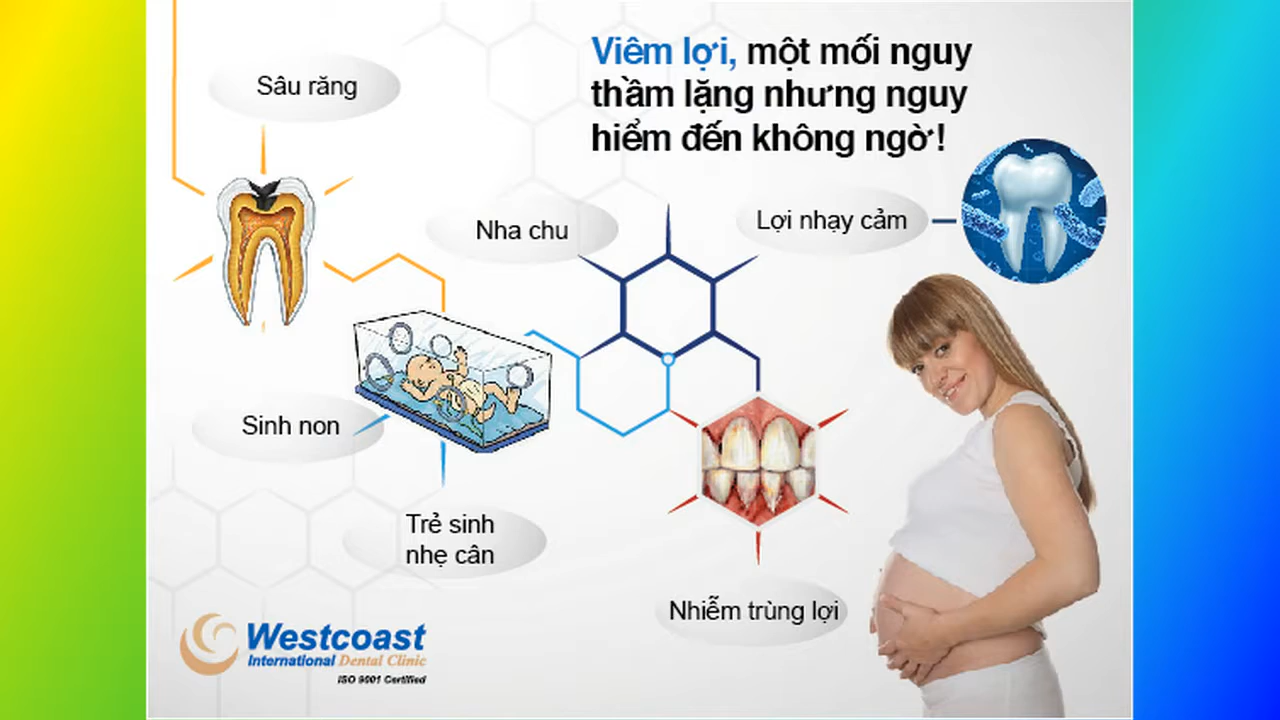 Viêm lợi, một mối nguy
thầm lặng nhưng nguy
hiểm đến không ngờ!
Sâu răng
Nha chu
Lợi nhạy cảm
Sinh non
Trẻ sinh
nhẹ cân
Nhiễm trùng lợi
Westcoast
International Dental Clinic
ISO 9001 Certified